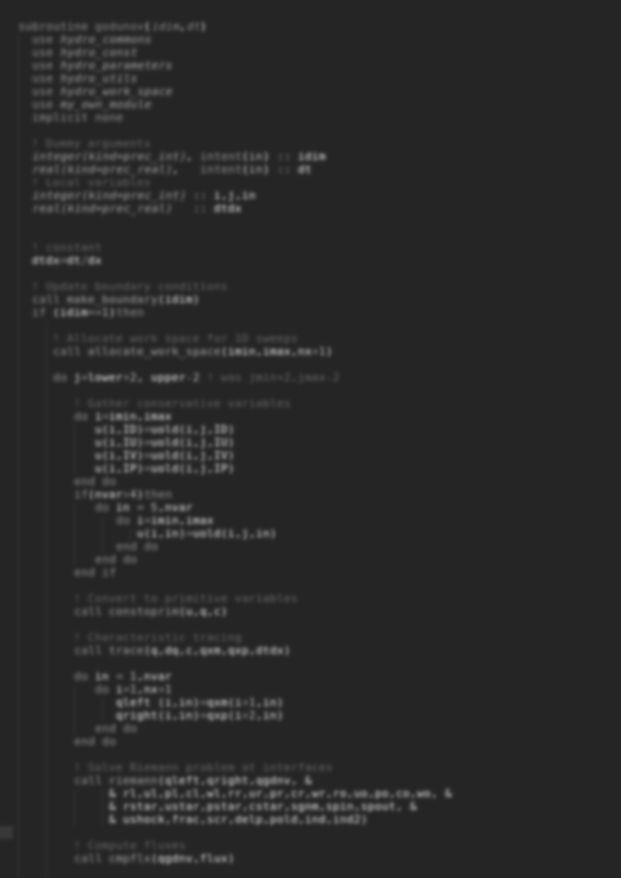 subroutine godunov(idim,dt)
use hydro_commons
use hydro_const
use hydro_parameters
use hydro_utils
use hydro_work_space
use my_own_module
implicit none
! Dummy arguments
integer(kind=prec_int), intent(in) :: idim
real(kind=prec_real), intent(in) :: dt
! Local variables
integer(kind=prec_int) :: i,j,in
real(kind=prec_real) :: dtdx
! constant
dtdx=dt/dx
! Update boundary conditions
call make_boundary(idim)
if (idim==1)then
! Allocate work space for 1D sweeps
call allocate_work_space(imin,imax,nx+1)
do j=lower+2, upper-2 ! was jmin+2,jmax-2
! Gather conservative variables
do i=imin,imax
u(i,ID)=uold(i,j,ID)
u(i,IU)=uold(i,j,IU)
u(i,IV)=uold(i,j,IV)
u(i,IP)=uold(i,j,IP)
end do
if(nvar>4)then
do in = 5,nvar
do i=imin,imax
u(i,in)=uold(i,j,in)
end do
end do
end if
! Convert to primitive variables
call constoprim(u,q,c)
! Characteristic tracing
call trace(q,dq,c,qxm,qxp,dtdx)
do in = 1,nvar
do i=1,nx+1
qleft (i,in)=qxm(i+1,in)
qright(i,in)=qxp(i+2,in)
end do
end do
! Solve Riemann problem at interfaces
call riemann(qleft,qright,qgdnv, &
& rl,ul,pl,cl,wl,rr,ur,pr,cr,wr,ro,uo,po,co,wo, &
& rstar,ustar,pstar,cstar,sgnm,spin,spout, &
& ushock,frac,scr,delp,pold,ind,ind2)
! Compute fluxes
call cmpflx(qgdnv,flux)